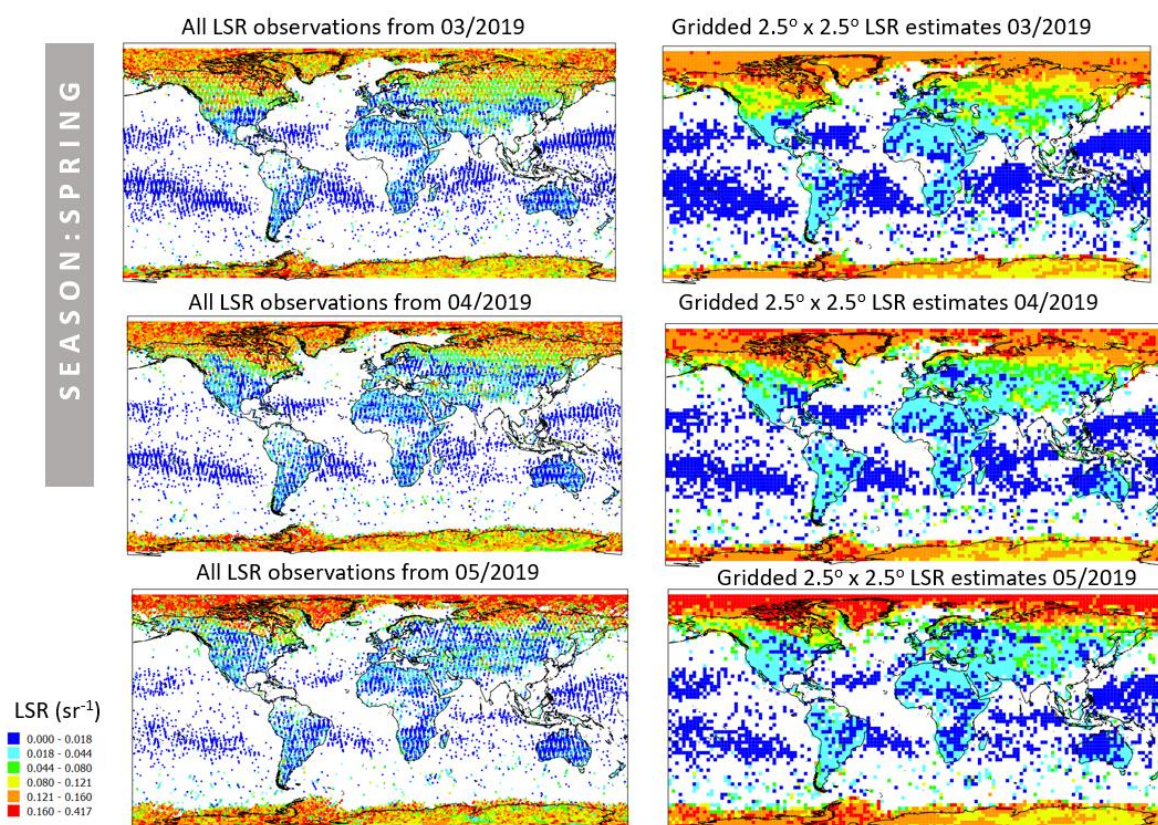 All LSR observations from 03/2019
Gridded 2.5° x 2.5° LSR estimates 03/2019
SEASON:SPRING
All LSR observations from 04/2019
Gridded 2.5° x 2.5° LSR estimates 04/2019
All LSR observations from 05/2019
Gridded 2.5° x 2.5° LSR estimates 05/2019
LSR (sr⁻¹)
0.000 - 0.018
0.018 - 0.044
0.044 - 0.080
0.080 - 0.121
0.121 - 0.160
0.160 - 0.417